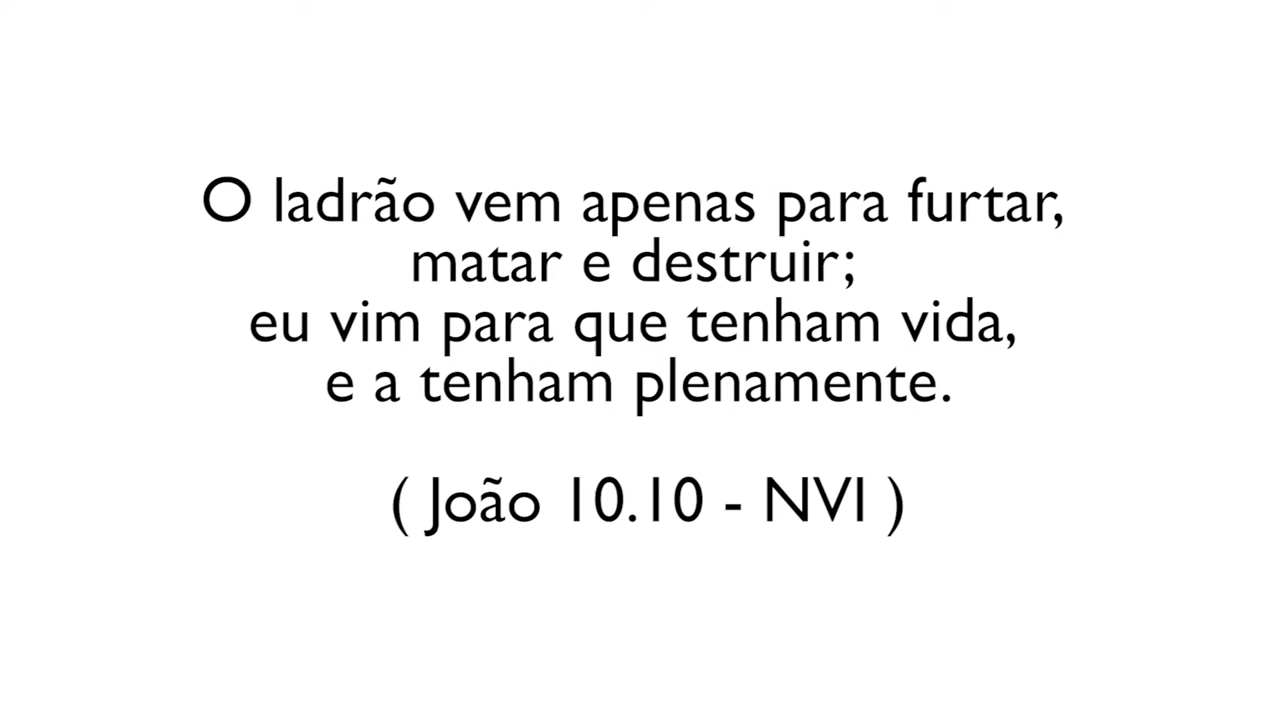 O ladrão vem apenas para furtar,
matar e destruir;
eu vim para que tenham vida,
e a tenham plenamente.
( João 10.10 - NVI )